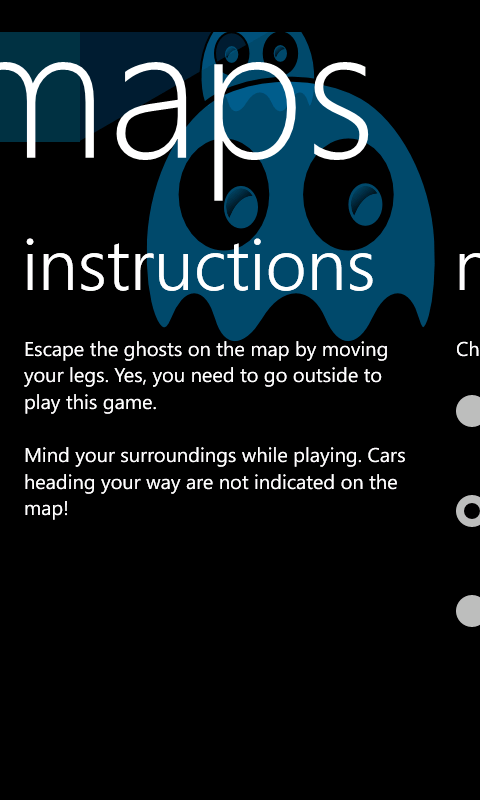 maps
instructions
Escape the ghosts on the map by moving
your legs. Yes, you need to go outside to
play this game.
Mind your surroundings while playing. Cars
heading your way are not indicated on the
map!
Ch